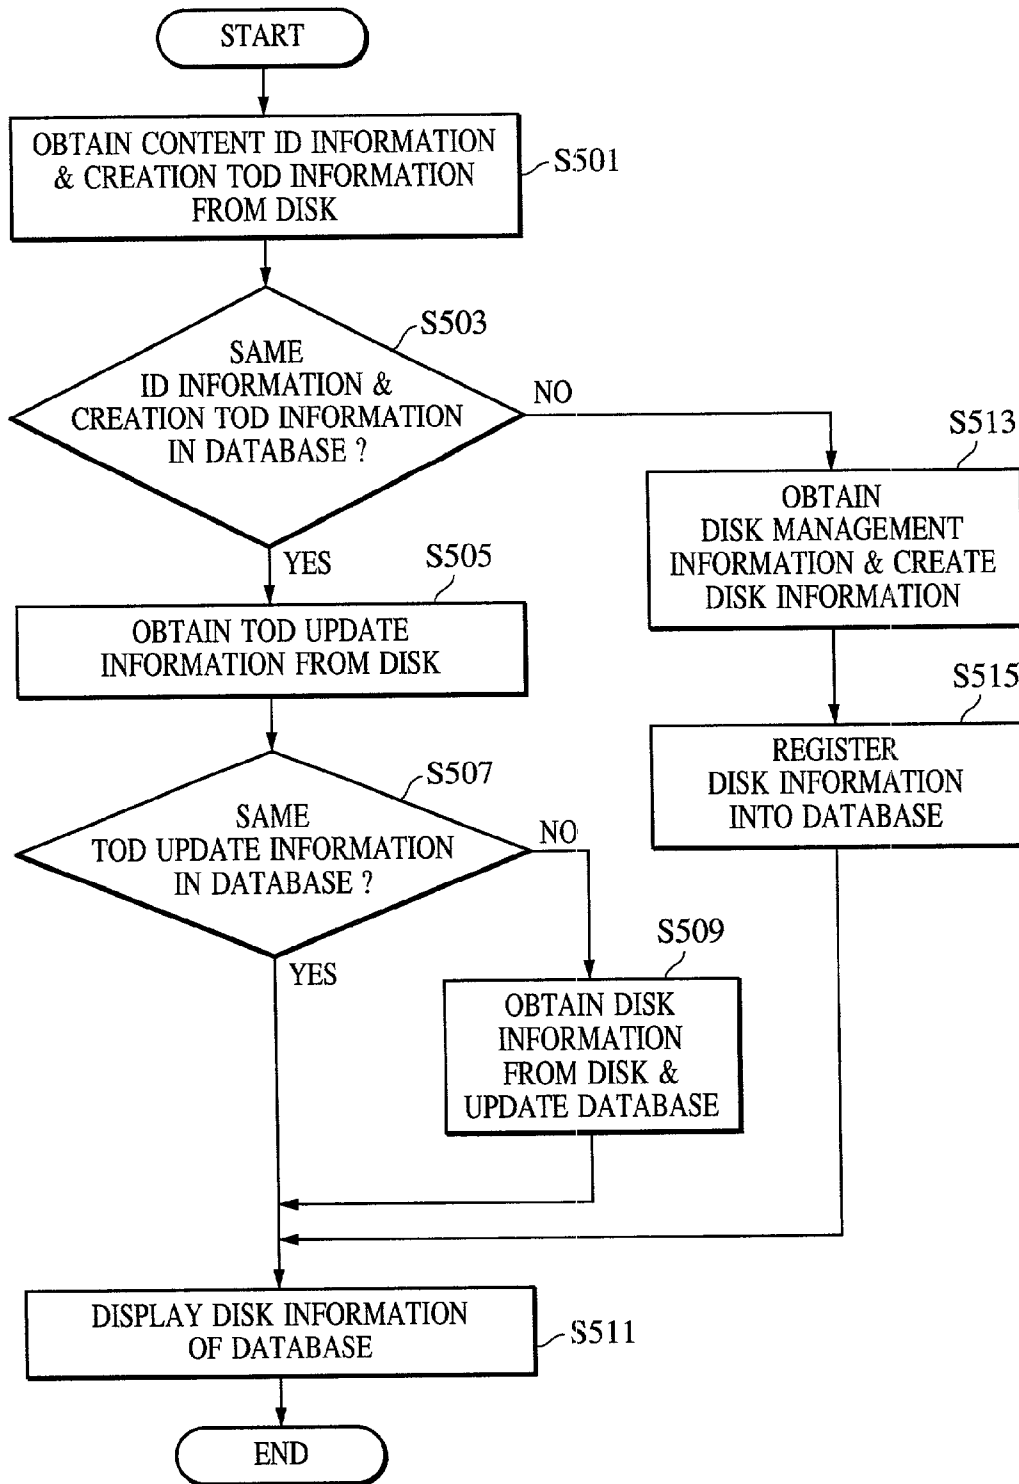 START
OBTAIN CONTENT ID INFORMATION
& CREATION TOD INFORMATION
FROM DISK
S501
S503
SAME
ID INFORMATION &
CREATION TOD INFORMATION
IN DATABASE ?
NO
YES
S513
OBTAIN
DISK MANAGEMENT
INFORMATION & CREATE
DISK INFORMATION
S505
OBTAIN TOD UPDATE
INFORMATION FROM DISK
S515
REGISTER
DISK INFORMATION
INTO DATABASE
S507
SAME
TOD UPDATE INFORMATION
IN DATABASE ?
NO
YES
S509
OBTAIN DISK
INFORMATION
FROM DISK &
UPDATE DATABASE
DISPLAY DISK INFORMATION
OF DATABASE
S511
END